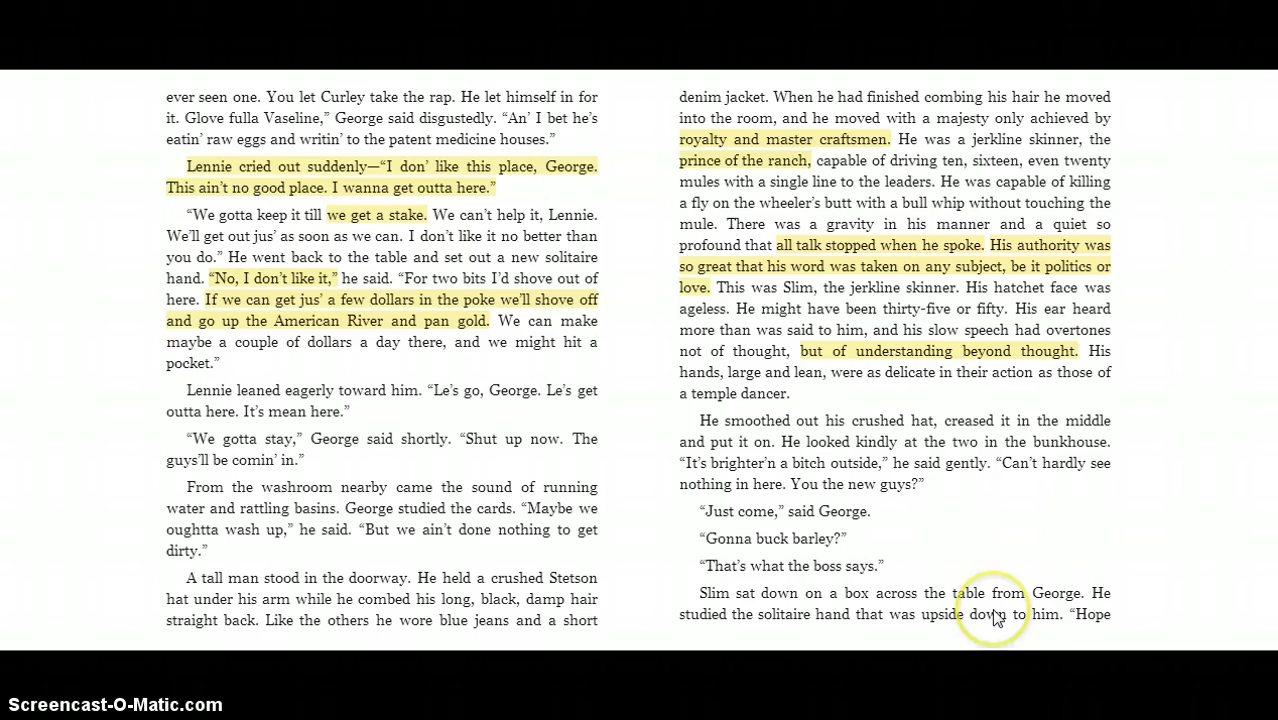 ever seen one. You let Curley take the rap. He let himself in for
it. Glove fulla Vaseline,” George said disgustedly. “An’ I bet he’s
eatin’ raw eggs and writin’ to the patent medicine houses.”
Lennie cried out suddenly—“I don’ like this place, George.
This ain’t no good place. I wanna get outta here.”
“We gotta keep it till we get a stake. We can’t help it, Lennie.
We’ll get out jus’ as soon as we can. I don’t like it no better than
you do.” He went back to the table and set out a new solitaire
hand. “No, I don’t like it,” he said. “For two bits I’d shove out of
here. If we can get jus’ a few dollars in the poke we’ll shove off
and go up the American River and pan gold. We can make
maybe a couple of dollars a day there, and we might hit a
pocket.”
Lennie leaned eagerly toward him. “Le’s go, George. Le’s get
outta here. It’s mean here.”
“We gotta stay,” George said shortly. “Shut up now. The
guys’ll be comin’ in.”
From the washroom nearby came the sound of running
water and rattling basins. George studied the cards. “Maybe we
oughtta wash up,” he said. “But we ain’t done nothing to get
dirty.”
A tall man stood in the doorway. He held a crushed Stetson
hat under his arm while he combed his long, black, damp hair
straight back. Like the others he wore blue jeans and a short
denim jacket. When he had finished combing his hair he moved
into the room, and he moved with a majesty only achieved by
royalty and master craftsmen. He was a jerkline skinner, the
prince of the ranch, capable of driving ten, sixteen, even twenty
mules with a single line to the leaders. He was capable of killing
a fly on the wheeler’s butt with a bull whip without touching the
mule. There was a gravity in his manner and a quiet so
profound that all talk stopped when he spoke. His authority was
so great that his word was taken on any subject, be it politics or
love. This was Slim, the jerkline skinner. His hatchet face was
ageless. He might have been thirty-five or fifty. His ear heard
more than was said to him, and his slow speech had overtones
not of thought, but of understanding beyond thought. His
hands, large and lean, were as delicate in their action as those of
a temple dancer.
He smoothed out his crushed hat, creased it in the middle
and put it on. He looked kindly at the two in the bunkhouse.
“It’s brighter’n a bitch outside,” he said gently. “Can’t hardly see
nothing in here. You the new guys?”
“Just come,” said George.
“Gonna buck barley?”
“That’s what the boss says.”
Slim sat down on a box across the table from George. He
studied the solitaire hand that was upside down to him. “Hope
Screencast-O-Matic.com